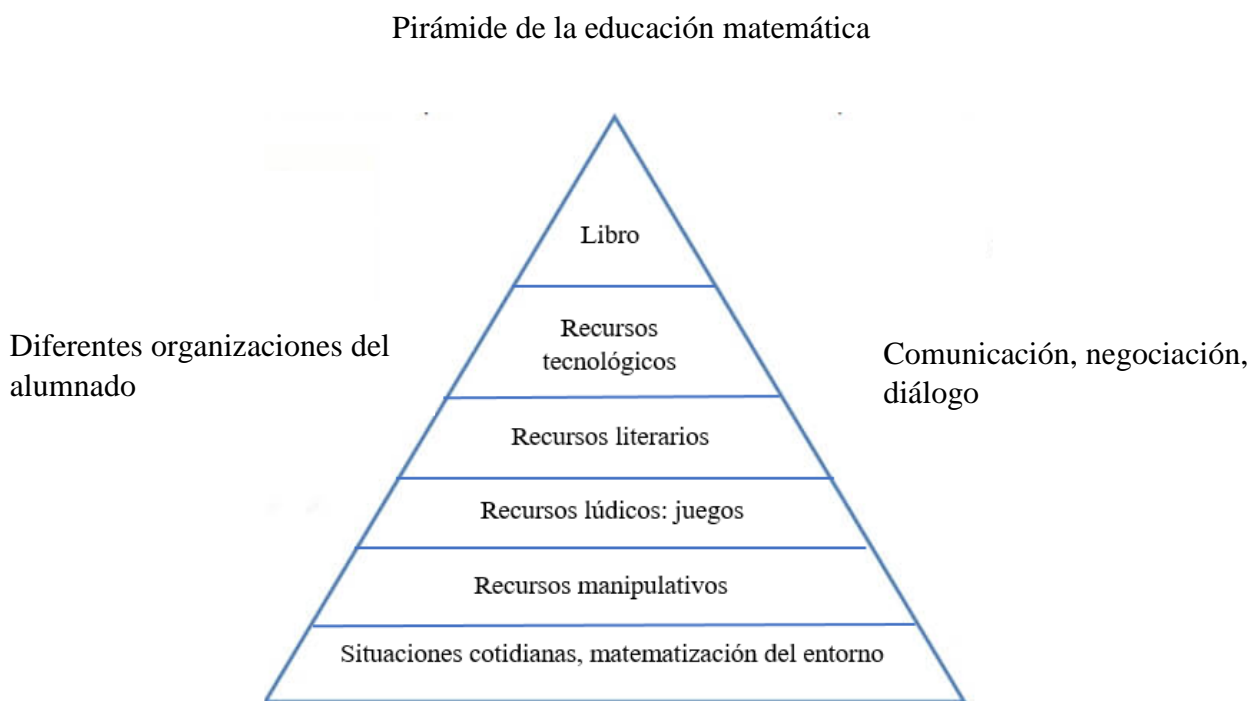 Pirámide de la educación matemática
Libro
Recursos
tecnológicos
Diferentes organizaciones del
alumnado
Comunicación, negociación,
diálogo
Recursos literarios
Recursos lúdicos: juegos
Recursos manipulativos
Situaciones cotidianas, matematización del entorno